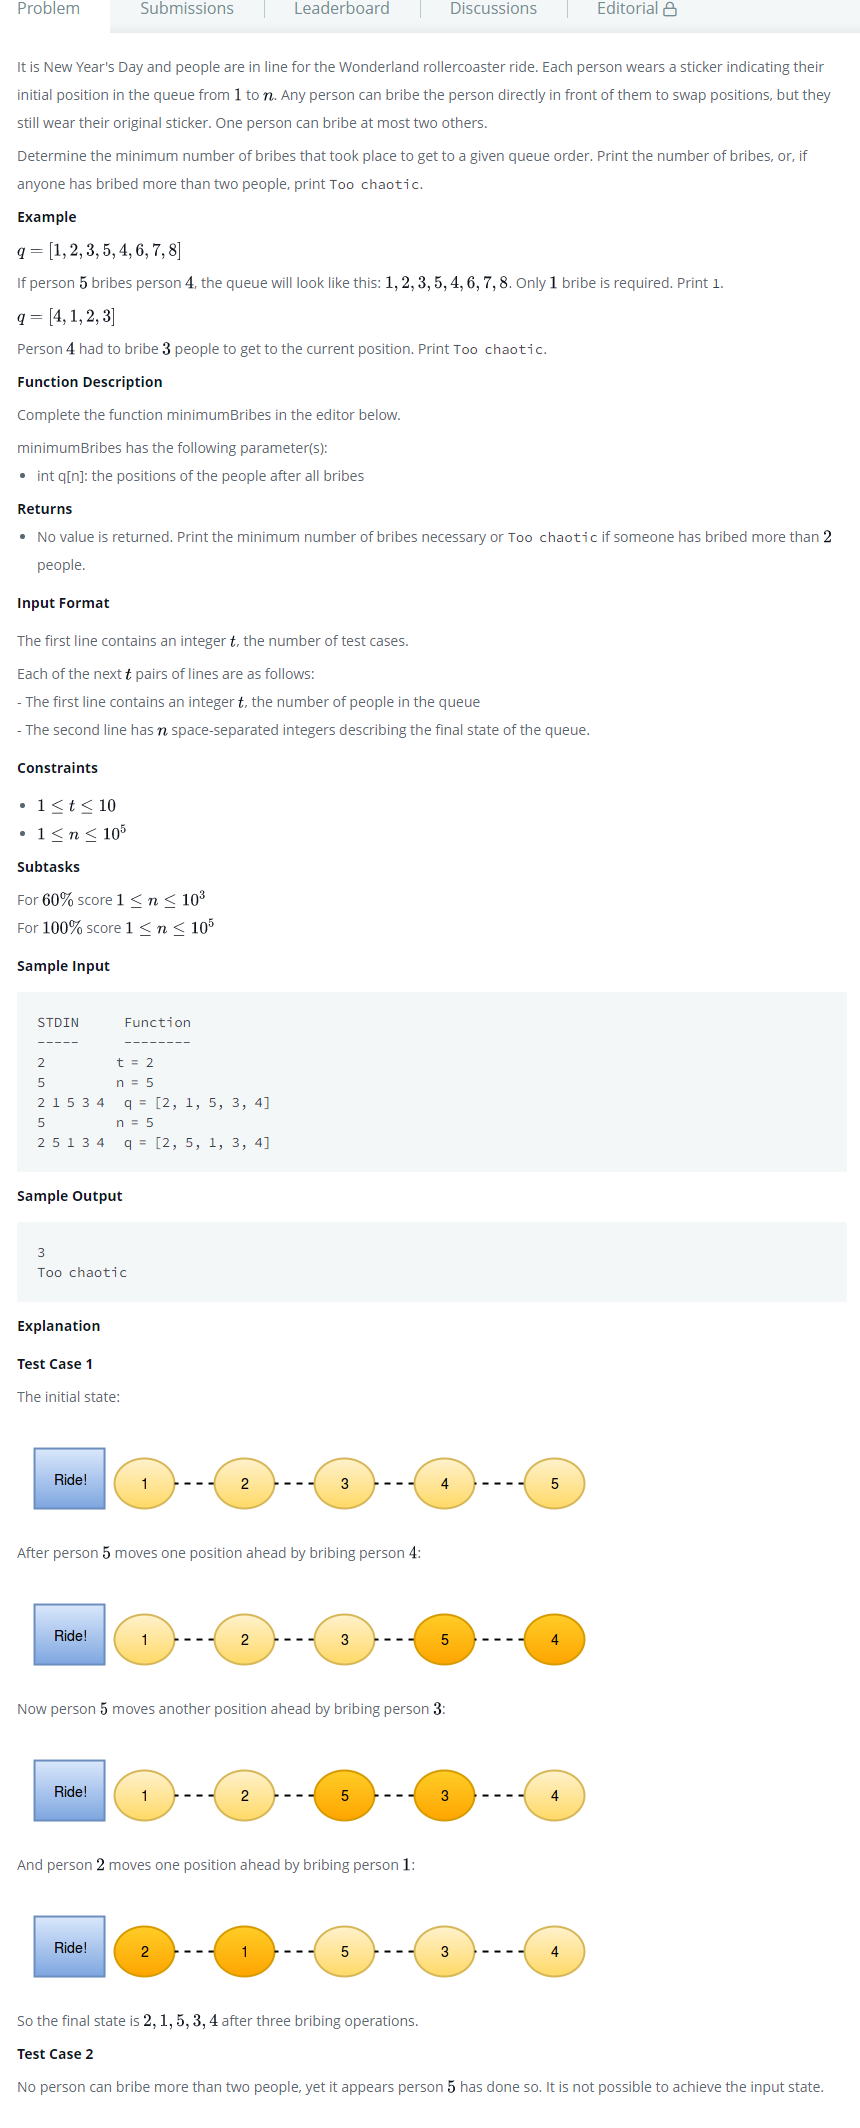 Problem Submissions Leaderboard Discussions Editorial
It is New Year's Day and people are in line for the Wonderland rollercoaster ride. Each person wears a sticker indicating their
initial position in the queue from 1 to n. Any person can bribe the person directly in front of them to swap positions, but they
still wear their original sticker. One person can bribe at most two others.
Determine the minimum number of bribes that took place to get to a given queue order. Print the number of bribes, or, if
anyone has bribed more than two people, print Too chaotic.
Example
q = [1, 2, 3, 5, 4, 6, 7, 8]
If person 5 bribes person 4, the queue will look like this: 1, 2, 3, 5, 4, 6, 7, 8. Only 1 bribe is required. Print 1.
q = [4, 1, 2, 3]
Person 4 had to bribe 3 people to get to the current position. Print Too chaotic.
Function Description
Complete the function minimumBribes in the editor below.
minimumBribes has the following parameter(s):
• int q[n]: the positions of the people after all bribes
Returns
• No value is returned. Print the minimum number of bribes necessary or Too chaotic if someone has bribed more than 2
people.
Input Format
The first line contains an integer t, the number of test cases.
Each of the next t pairs of lines are as follows:
- The first line contains an integer t, the number of people in the queue
- The second line has n space-separated integers describing the final state of the queue.
Constraints
• 1 ≤ t ≤ 10
• 1 ≤ n ≤ 10⁵
Subtasks
For 60% score 1 ≤ n ≤ 10³
For 100% score 1 ≤ n ≤ 10⁵
Sample Input
STDIN Function
----- --------
2 t = 2
5 n = 5
2 1 5 3 4 q = [2, 1, 5, 3, 4]
5 n = 5
2 5 1 3 4 q = [2, 5, 1, 3, 4]
Sample Output
3
Too chaotic
Explanation
Test Case 1
The initial state:
Ride! 1 2 3 4 5
After person 5 moves one position ahead by bribing person 4:
Ride! 1 2 3 5 4
Now person 5 moves another position ahead by bribing person 3:
Ride! 1 2 5 3 4
And person 2 moves one position ahead by bribing person 1:
Ride! 2 1 5 3 4
So the final state is 2, 1, 5, 3, 4 after three bribing operations.
Test Case 2
No person can bribe more than two people, yet it appears person 5 has done so. It is not possible to achieve the input state.